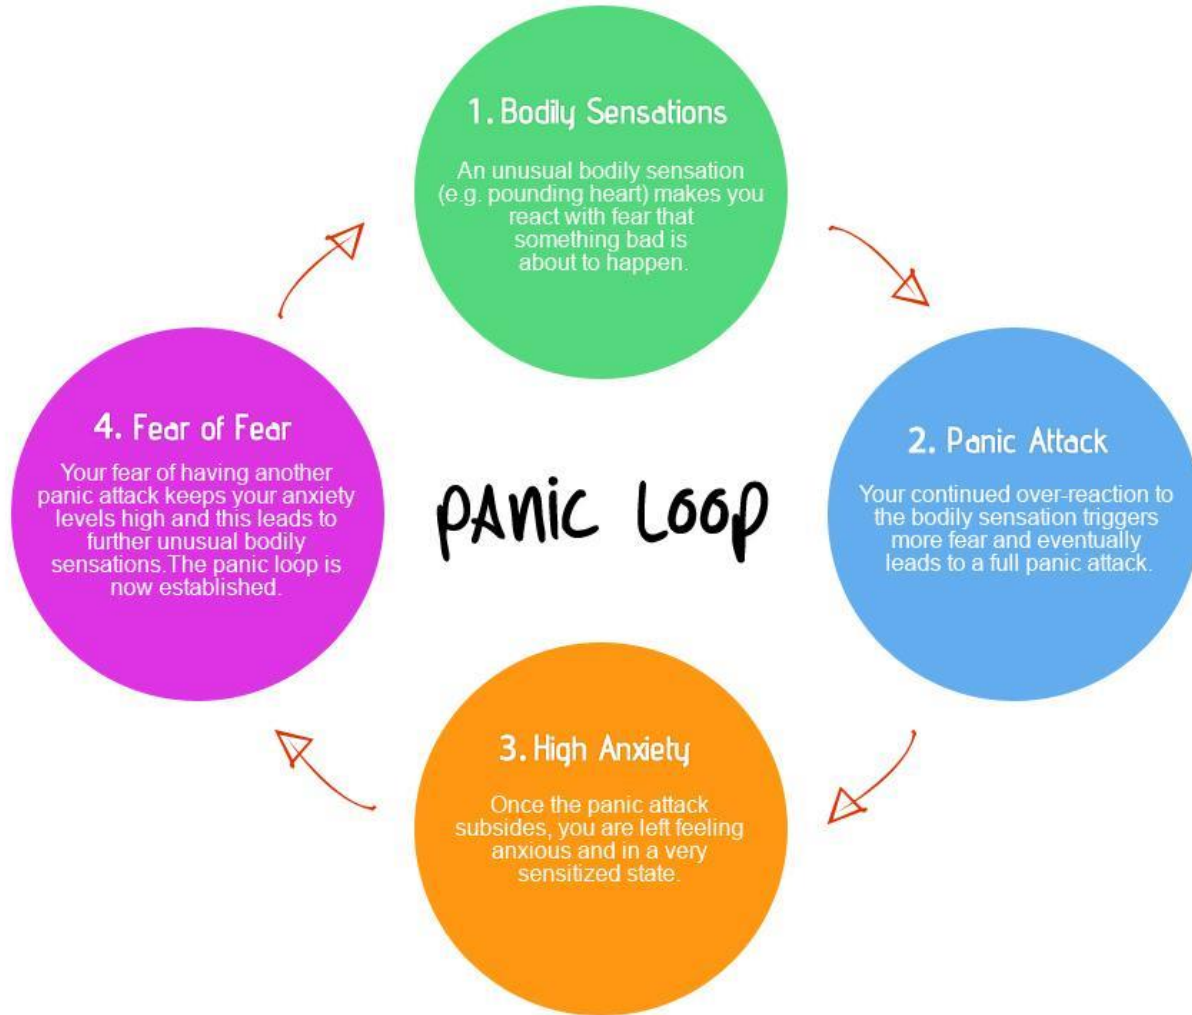 1. Bodily Sensations
An unusual bodily sensation
(e.g. pounding heart) makes you
react with fear that
something bad is
about to happen.
2. Panic Attack
Your continued over-reaction to
the bodily sensation triggers
more fear and eventually
leads to a full panic attack.
3. High Anxiety
Once the panic attack
subsides, you are left feeling
anxious and in a very
sensitized state.
4. Fear of Fear
Your fear of having another
panic attack keeps your anxiety
levels high and this leads to
further unusual bodily
sensations.The panic loop is
now established.
PANIC LOOP